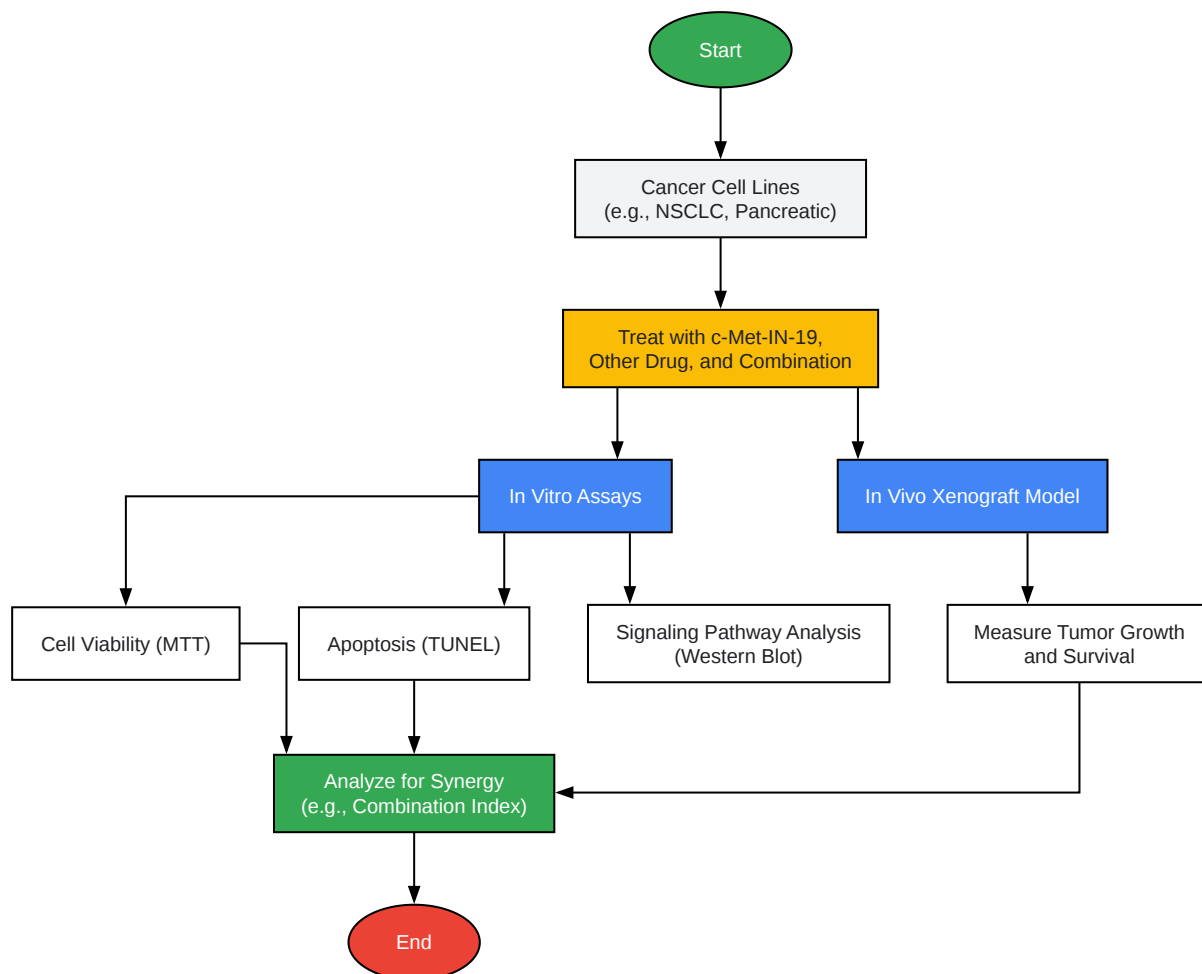 Start
Cancer Cell Lines
(e.g., NSCLC, Pancreatic)
Treat with c-Met-IN-19,
Other Drug, and Combination
In Vitro Assays
In Vivo Xenograft Model
Cell Viability (MTT)
Apoptosis (TUNEL)
Signaling Pathway Analysis
(Western Blot)
Measure Tumor Growth
and Survival
Analyze for Synergy
(e.g., Combination Index)
End